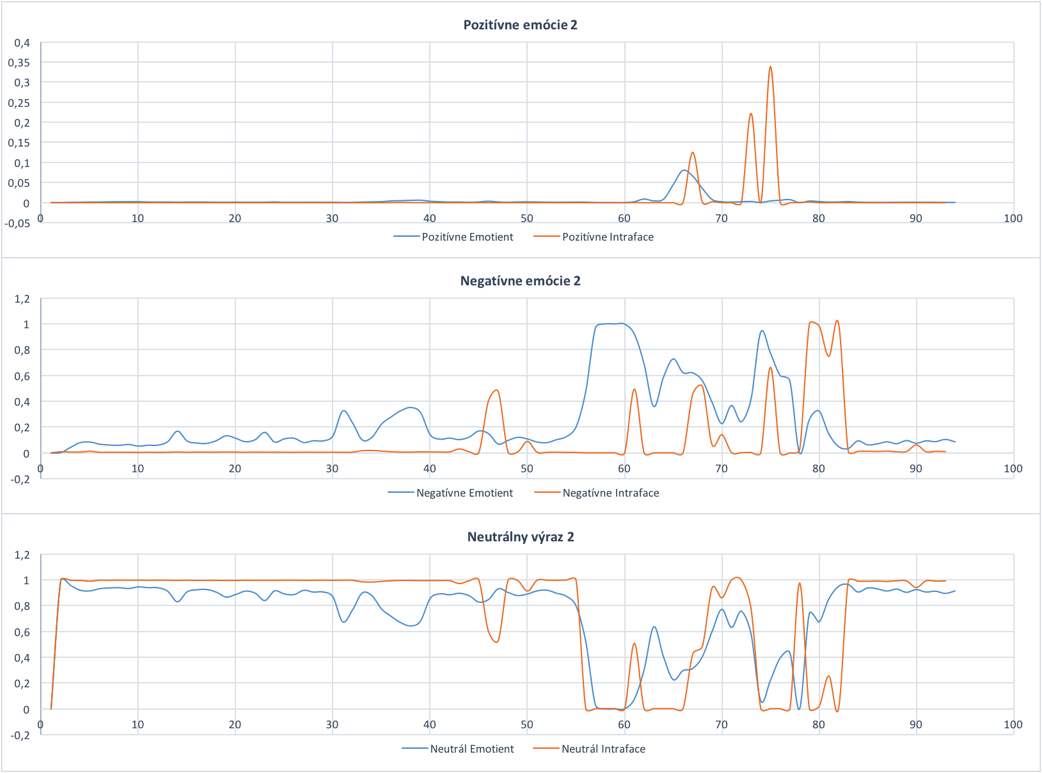 Pozitívne emócie 2
0,4
0,35
0,3
0,25
0,2
0,15
0,1
0,05
0
-0,05
0 10 20 30 40 50 60 70 80 90 100
Pozitívne Emotient Pozitívne Intraface
Negatívne emócie 2
1,2
1
0,8
0,6
0,4
0,2
0
-0,2
0 10 20 30 40 50 60 70 80 90 100
Negatívne Emotient Negatívne Intraface
Neutrálny výraz 2
1,2
1
0,8
0,6
0,4
0,2
0
-0,2
0 10 20 30 40 50 60 70 80 90 100
Neutrál Emotient Neutrál Intraface